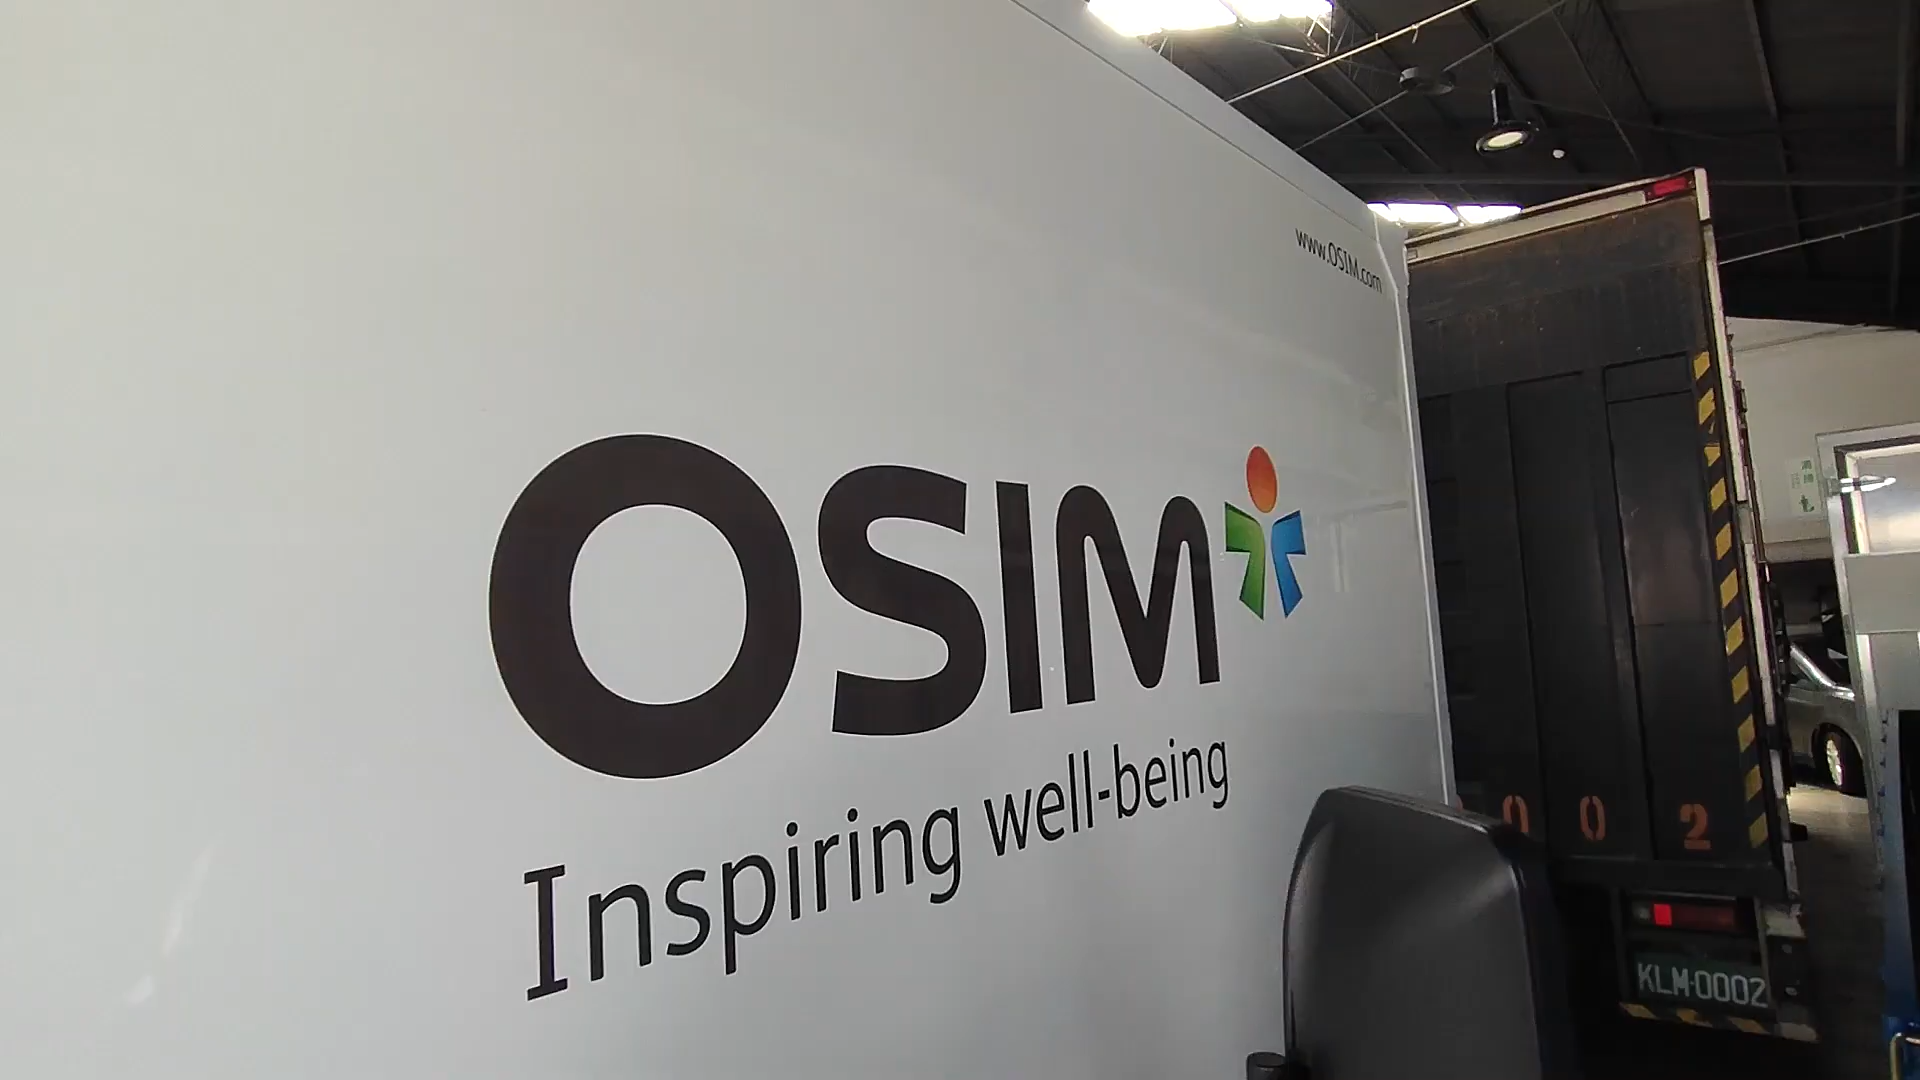 www.OSIM.com
OSIM
Inspiring well-being
0 0 2
KLM-0002